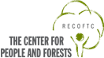 RECOFTC
THE CENTER FOR
PEOPLE AND FORESTS